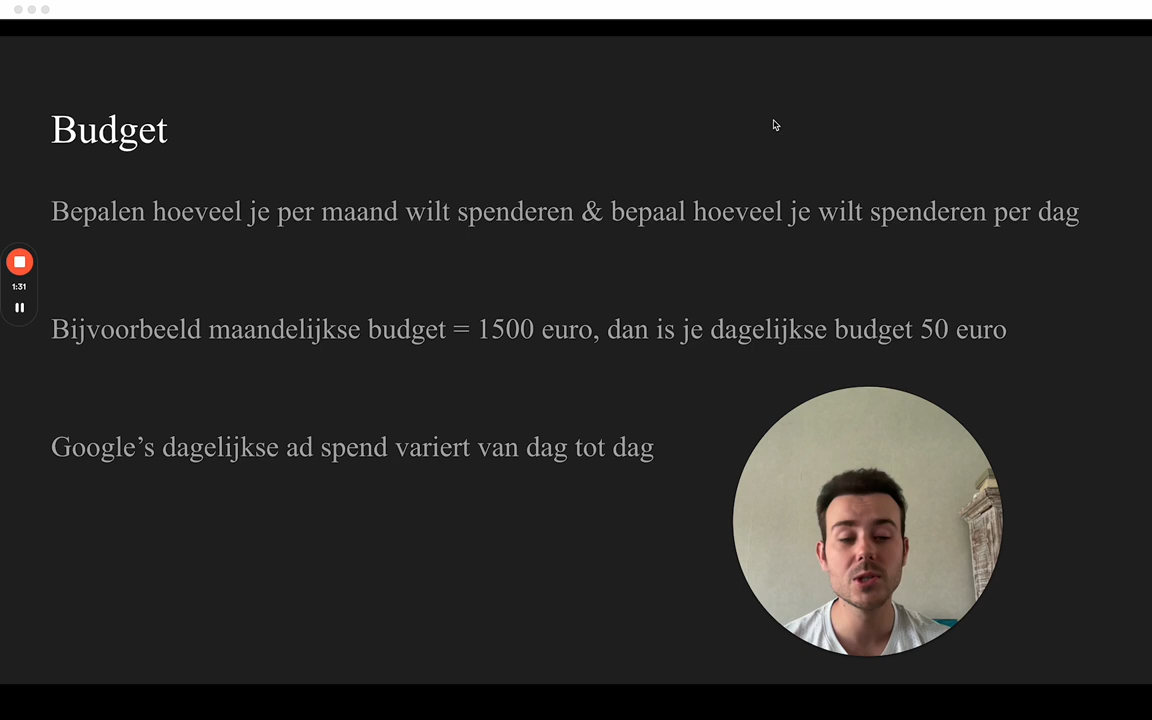 Budget
Bepalen hoeveel je per maand wilt spenderen & bepaal hoeveel je wilt spenderen per dag
1:31
Bijvoorbeeld maandelijkse budget = 1500 euro, dan is je dagelijkse budget 50 euro
Google’s dagelijkse ad spend variert van dag tot dag